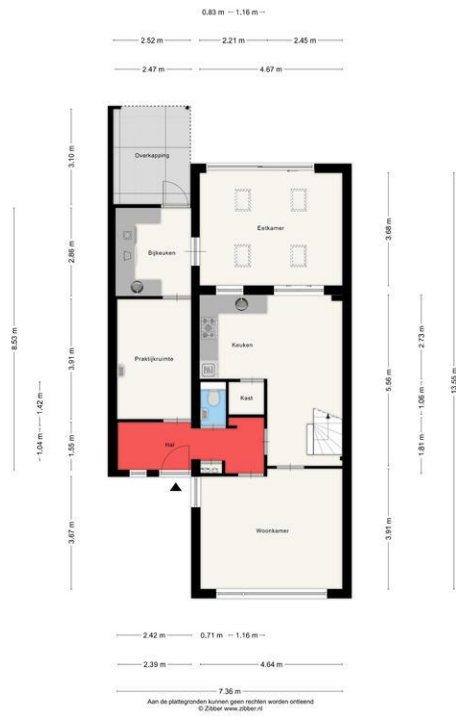 0.83 m 1.16 m
2.52 m 2.21 m 2.45 m
2.47 m 4.67 m
3.10 m
Overkapping
8.53 m
2.86 m
Bijkeuken
Eetkamer
3.68 m
13.55 m
1.42 m
3.91 m
Praktijkruimte
Keuken
Kast
5.56 m
2.73 m
1.06 m
1.04 m
1.55 m
Hal
1.81 m
3.67 m
Woonkamer
3.91 m
2.42 m 0.71 m 1.16 m
2.39 m 4.64 m
7.36 m
Aan de plattegronden kunnen geen rechten worden ontleend
© Zibber www.zibber.nl